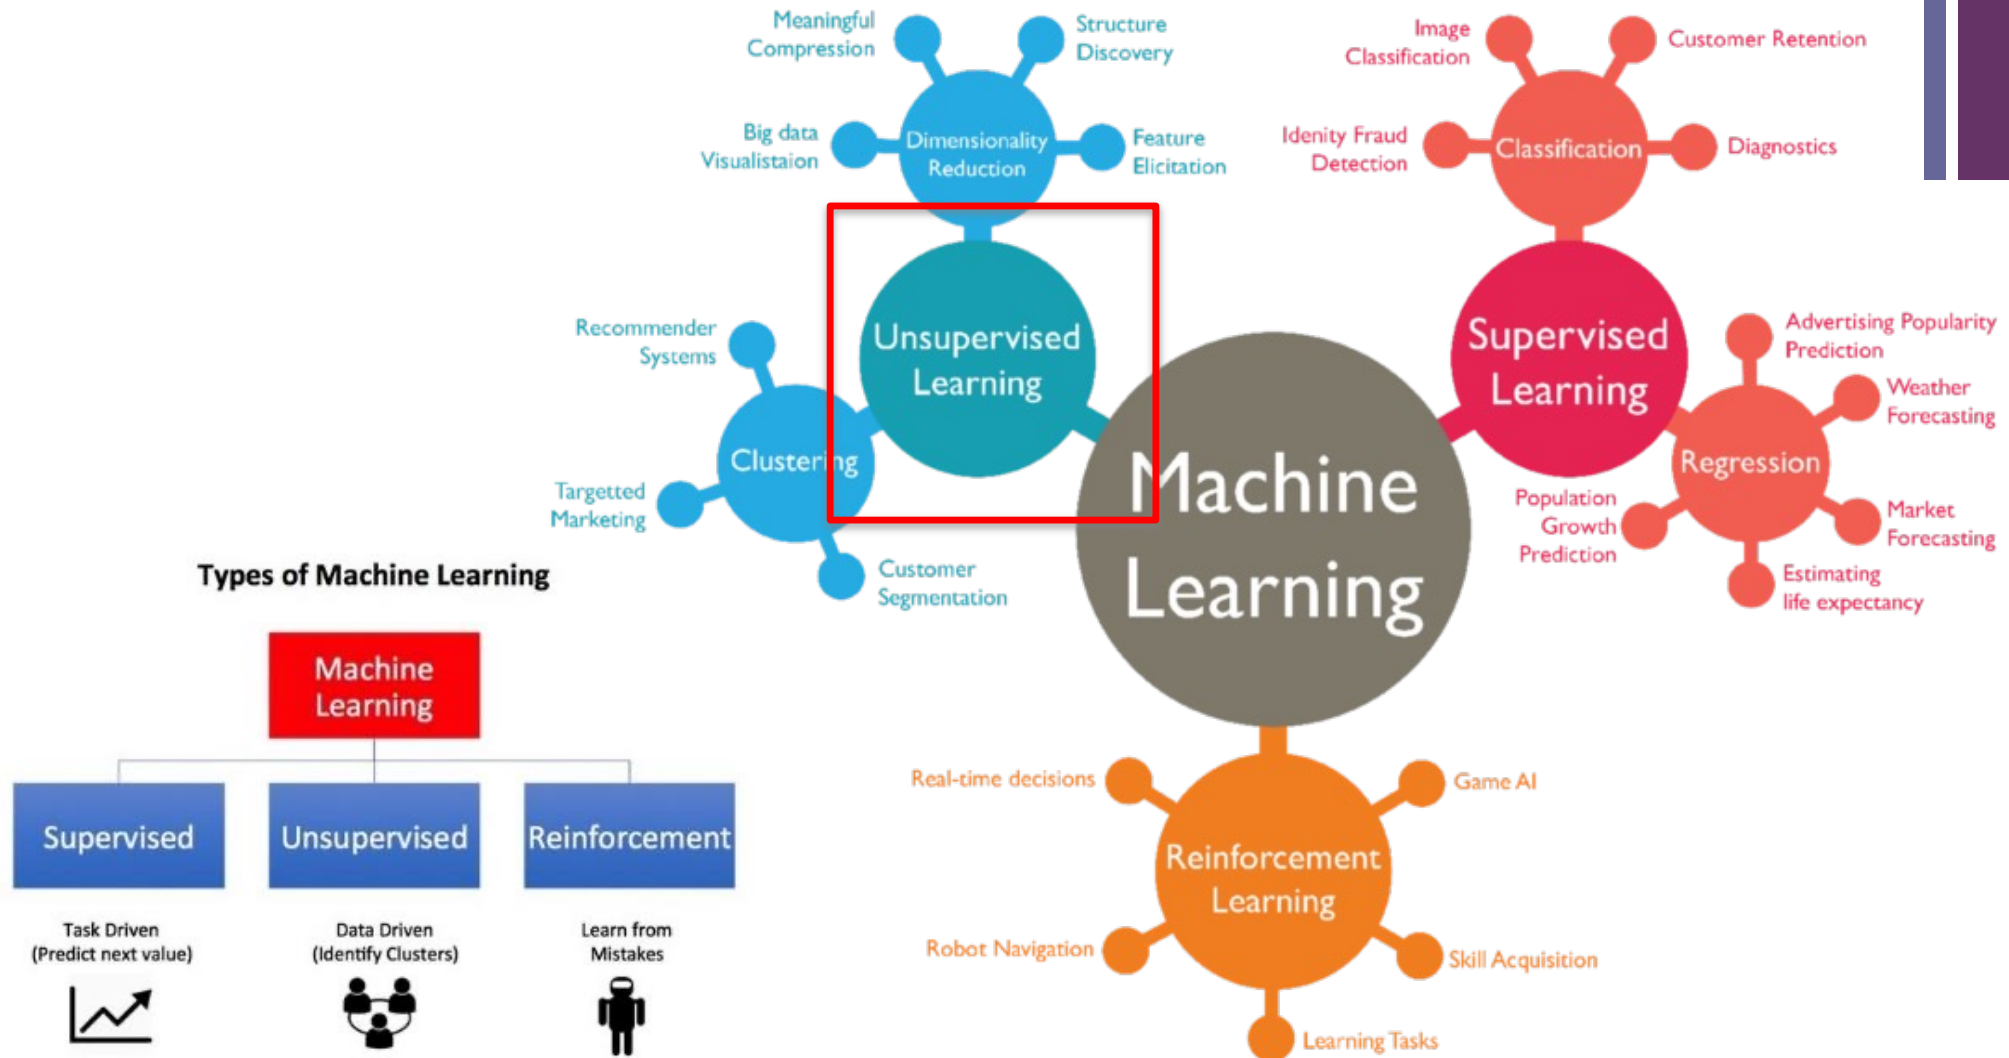 Meaningful
Compression
Structure
Discovery
Big data
Visualistaion
Dimensionality
Reduction
Feature
Elicitation
Image
Classification
Customer Retention
Idenity Fraud
Detection
Classification
Diagnostics
Unsupervised
Learning
Supervised
Learning
Recommender
Systems
Clustering
Targetted
Marketing
Customer
Segmentation
Machine
Learning
Advertising Popularity
Prediction
Weather
Forecasting
Regression
Population
Growth
Prediction
Market
Forecasting
Estimating
life expectancy
Types of Machine Learning
Machine
Learning
Supervised
Unsupervised
Reinforcement
Task Driven
(Predict next value)
Data Driven
(Identify Clusters)
Learn from
Mistakes
Real-time decisions
Game AI
Reinforcement
Learning
Robot Navigation
Skill Acquisition
Learning Tasks